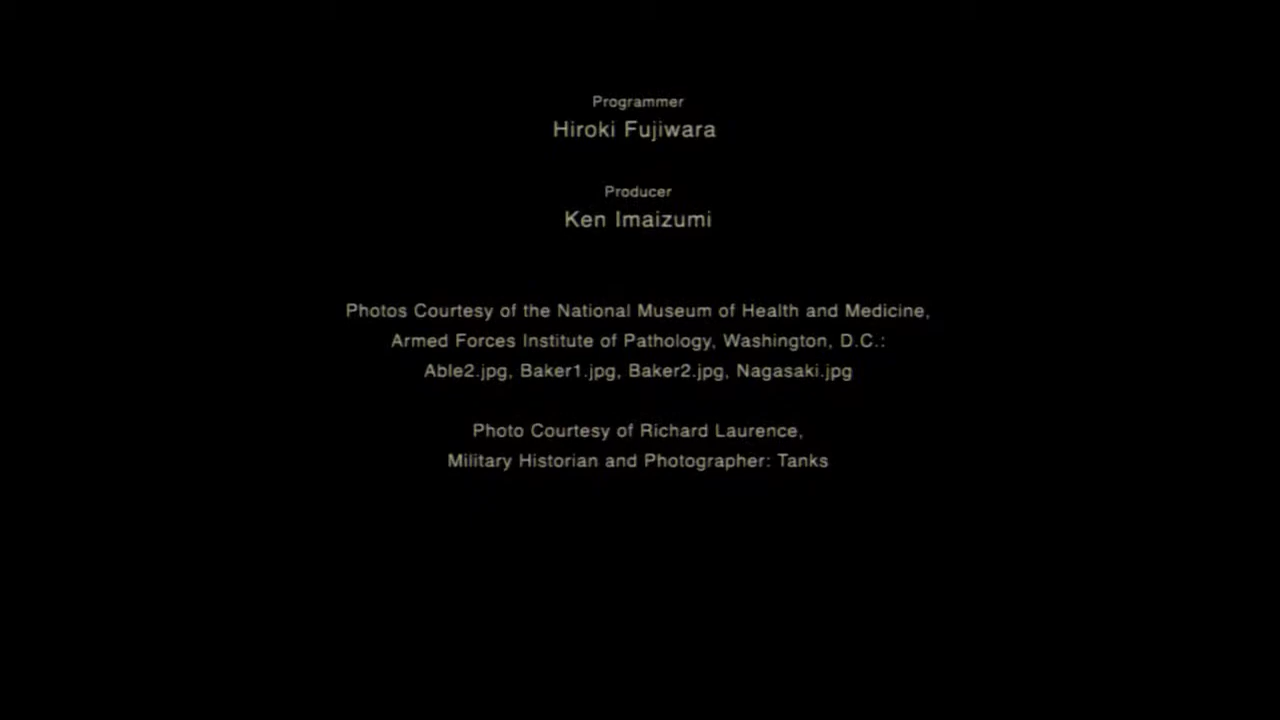 Programmer
Hiroki Fujiwara
Producer
Ken Imaizumi
Photos Courtesy of the National Museum of Health and Medicine,
Armed Forces Institute of Pathology, Washington, D.C.:
Able2.jpg, Baker1.jpg, Baker2.jpg, Nagasaki.jpg
Photo Courtesy of Richard Laurence,
Military Historian and Photographer: Tanks